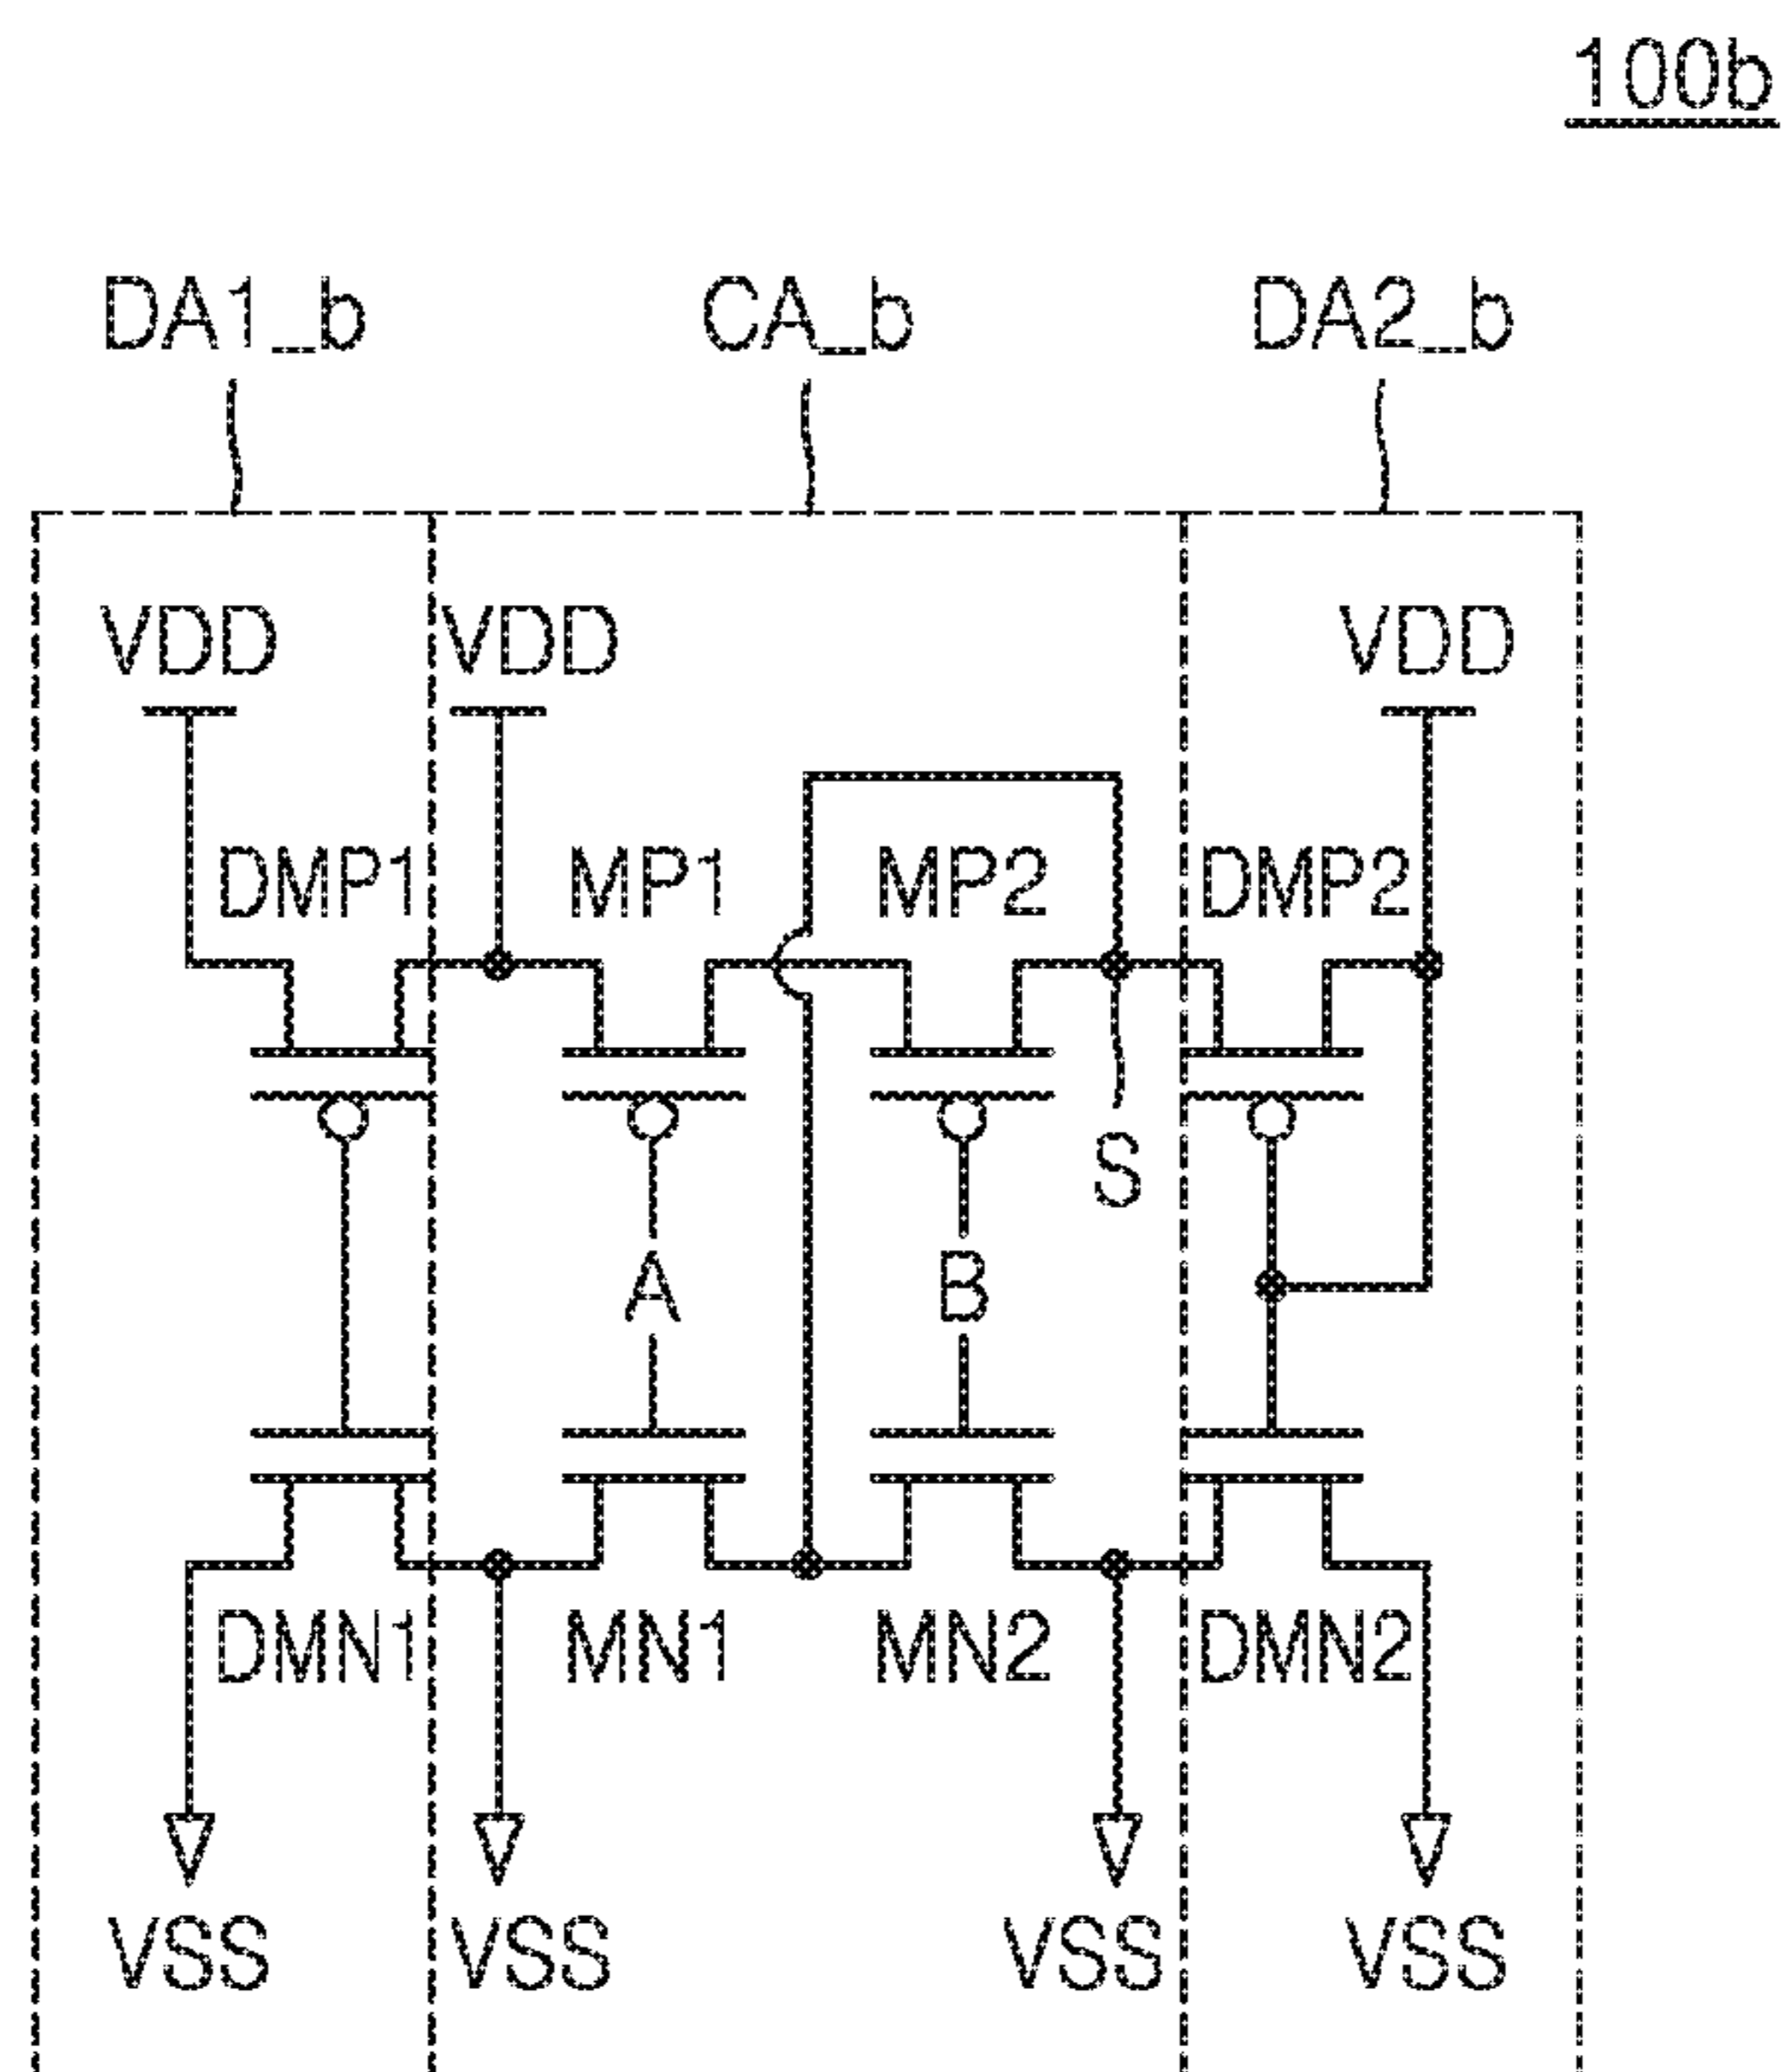 100b
DA1_b CA_b DA2_b
VDD VDD VDD
DMP1 MP1 MP2 DMP2
S
A B
DMN1 MN1 MN2 DMN2
VSS VSS VSS VSS